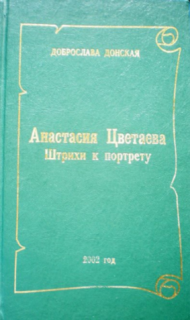 ДОБРОСЛАВА ДОНСКАЯ
Анастасия Цветаева
Штрихи к портрету
2002 год